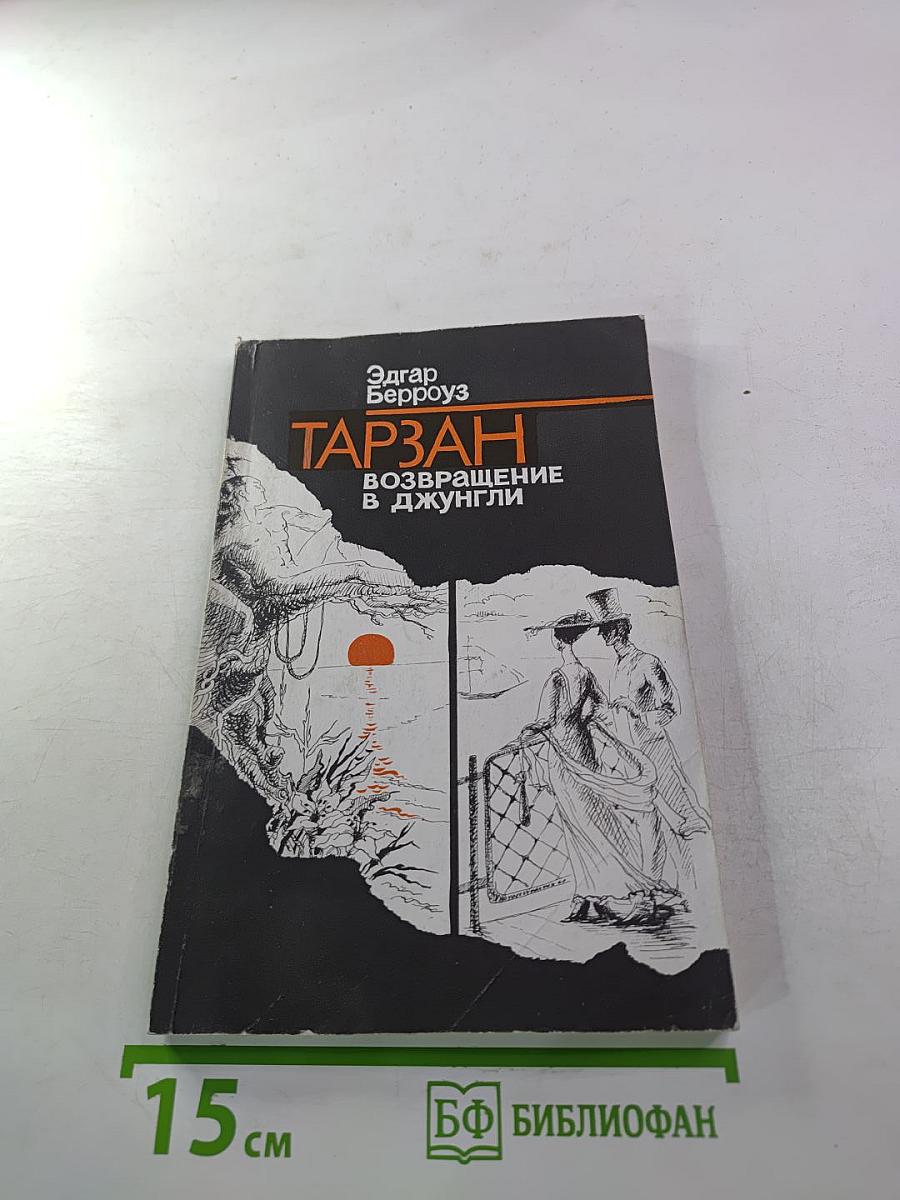 Эдгар
Берроуз
ТАРЗАН
ВОЗВРАЩЕНИЕ
В ДЖУНГЛИ
15 см
БФ БИБЛИОФАН